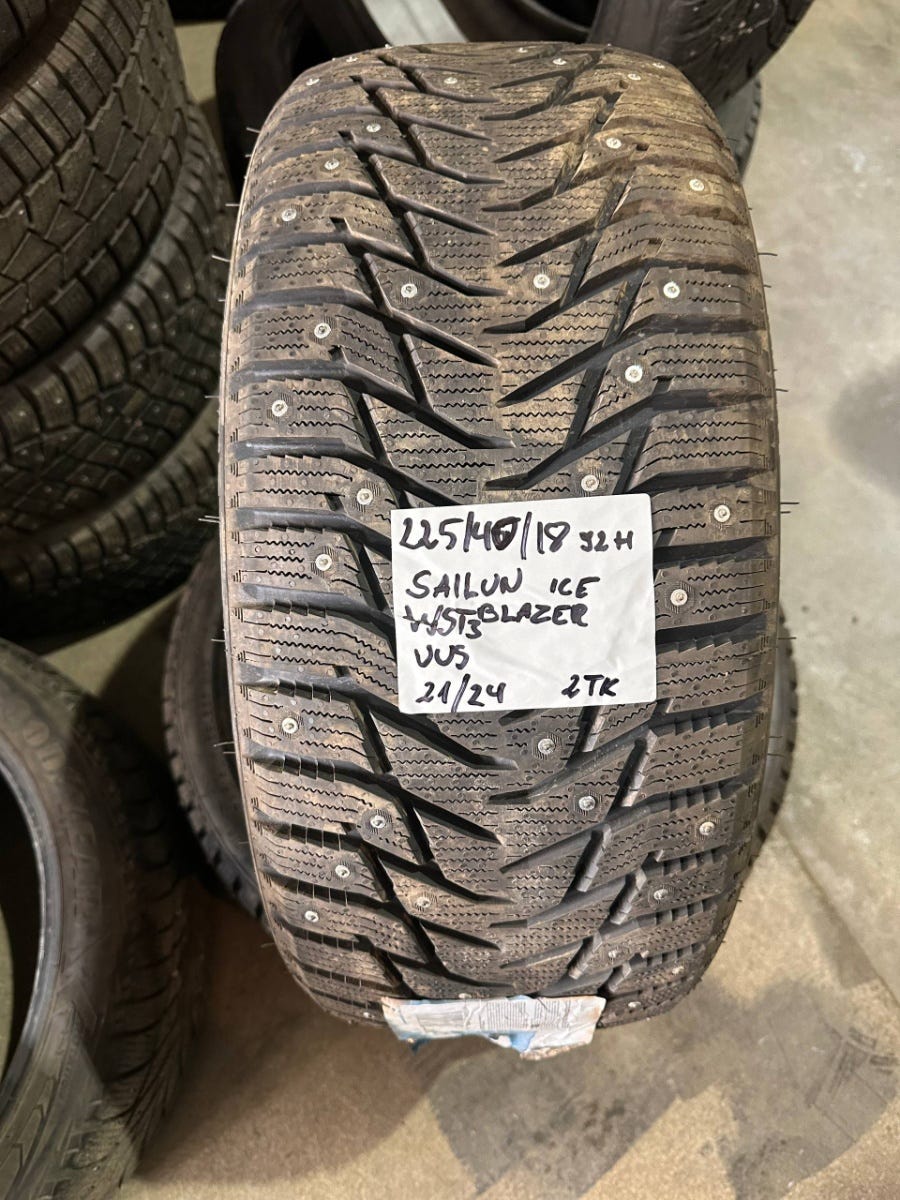 225/40/18 92H
SAILUN ICE
BLAZER
WST3
UUS
21/24 2TK